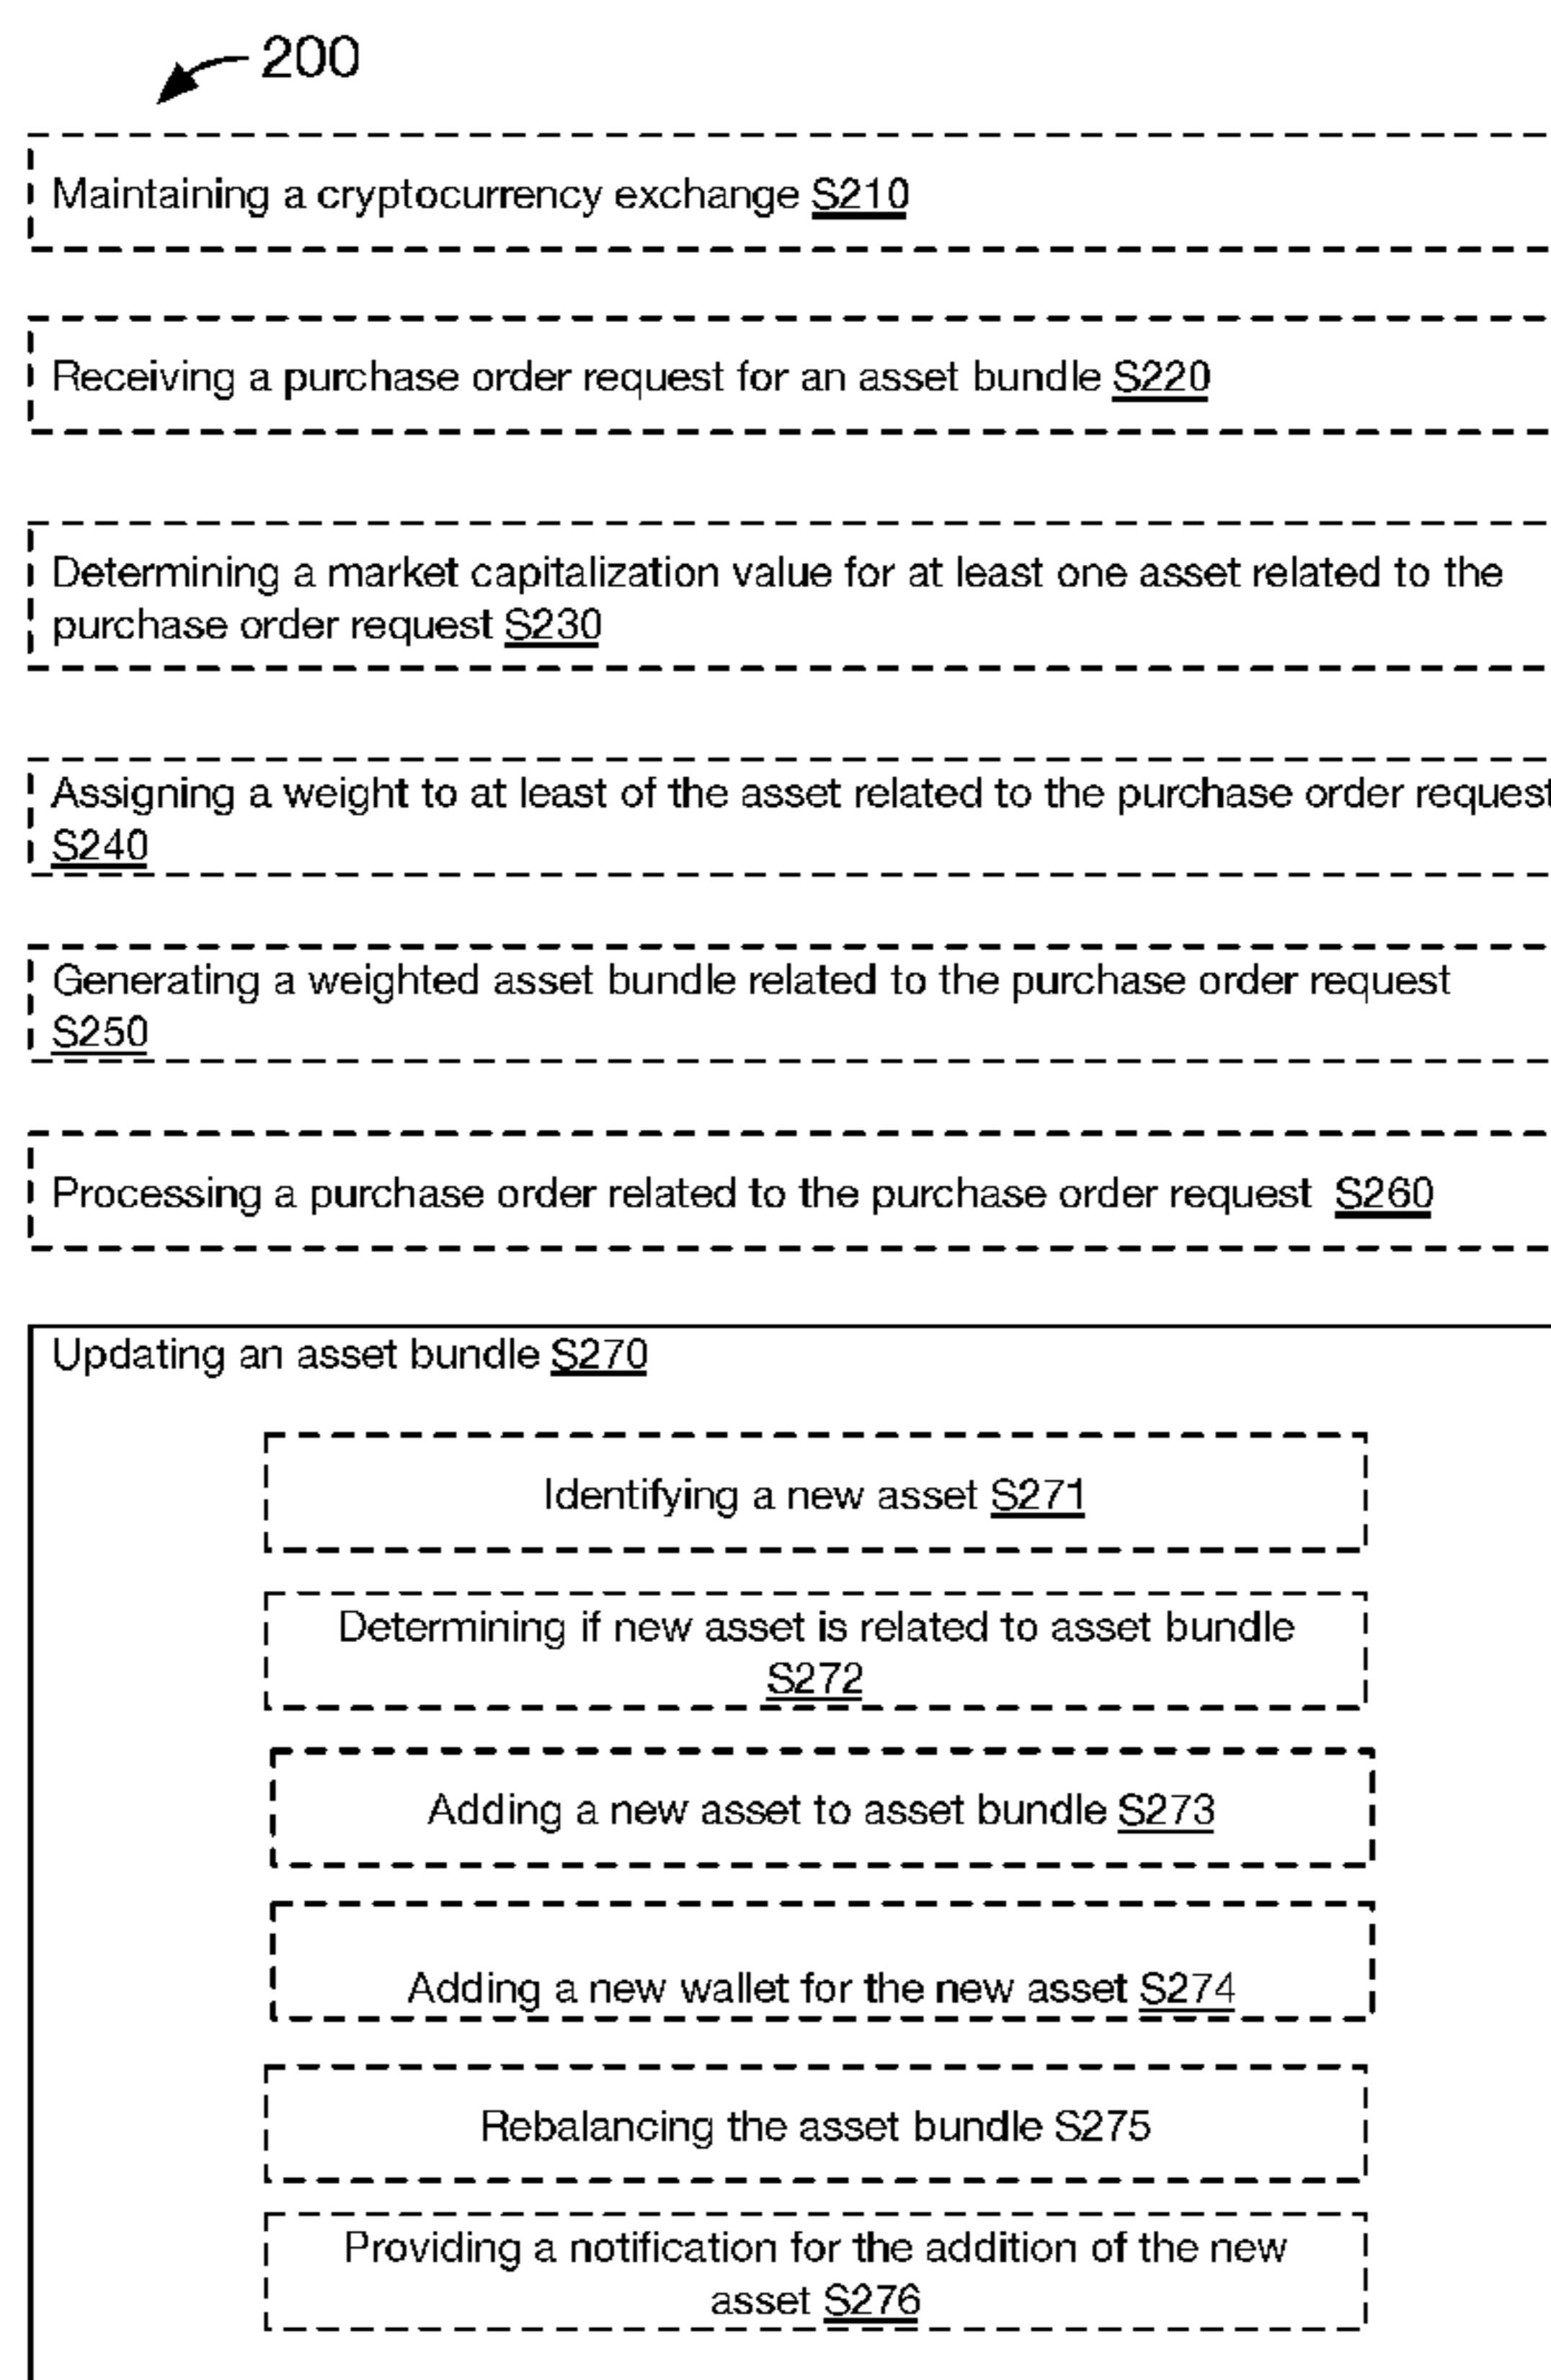 200
Maintaining a cryptocurrency exchange S210
Receiving a purchase order request for an asset bundle S220
Determining a market capitalization value for at least one asset related to the
purchase order request S230
Assigning a weight to at least of the asset related to the purchase order request
S240
Generating a weighted asset bundle related to the purchase order request
S250
Processing a purchase order related to the purchase order request S260
Updating an asset bundle S270
Identifying a new asset S271
Determining if new asset is related to asset bundle
S272
Adding a new asset to asset bundle S273
Adding a new wallet for the new asset S274
Rebalancing the asset bundle S275
Providing a notification for the addition of the new
asset S276